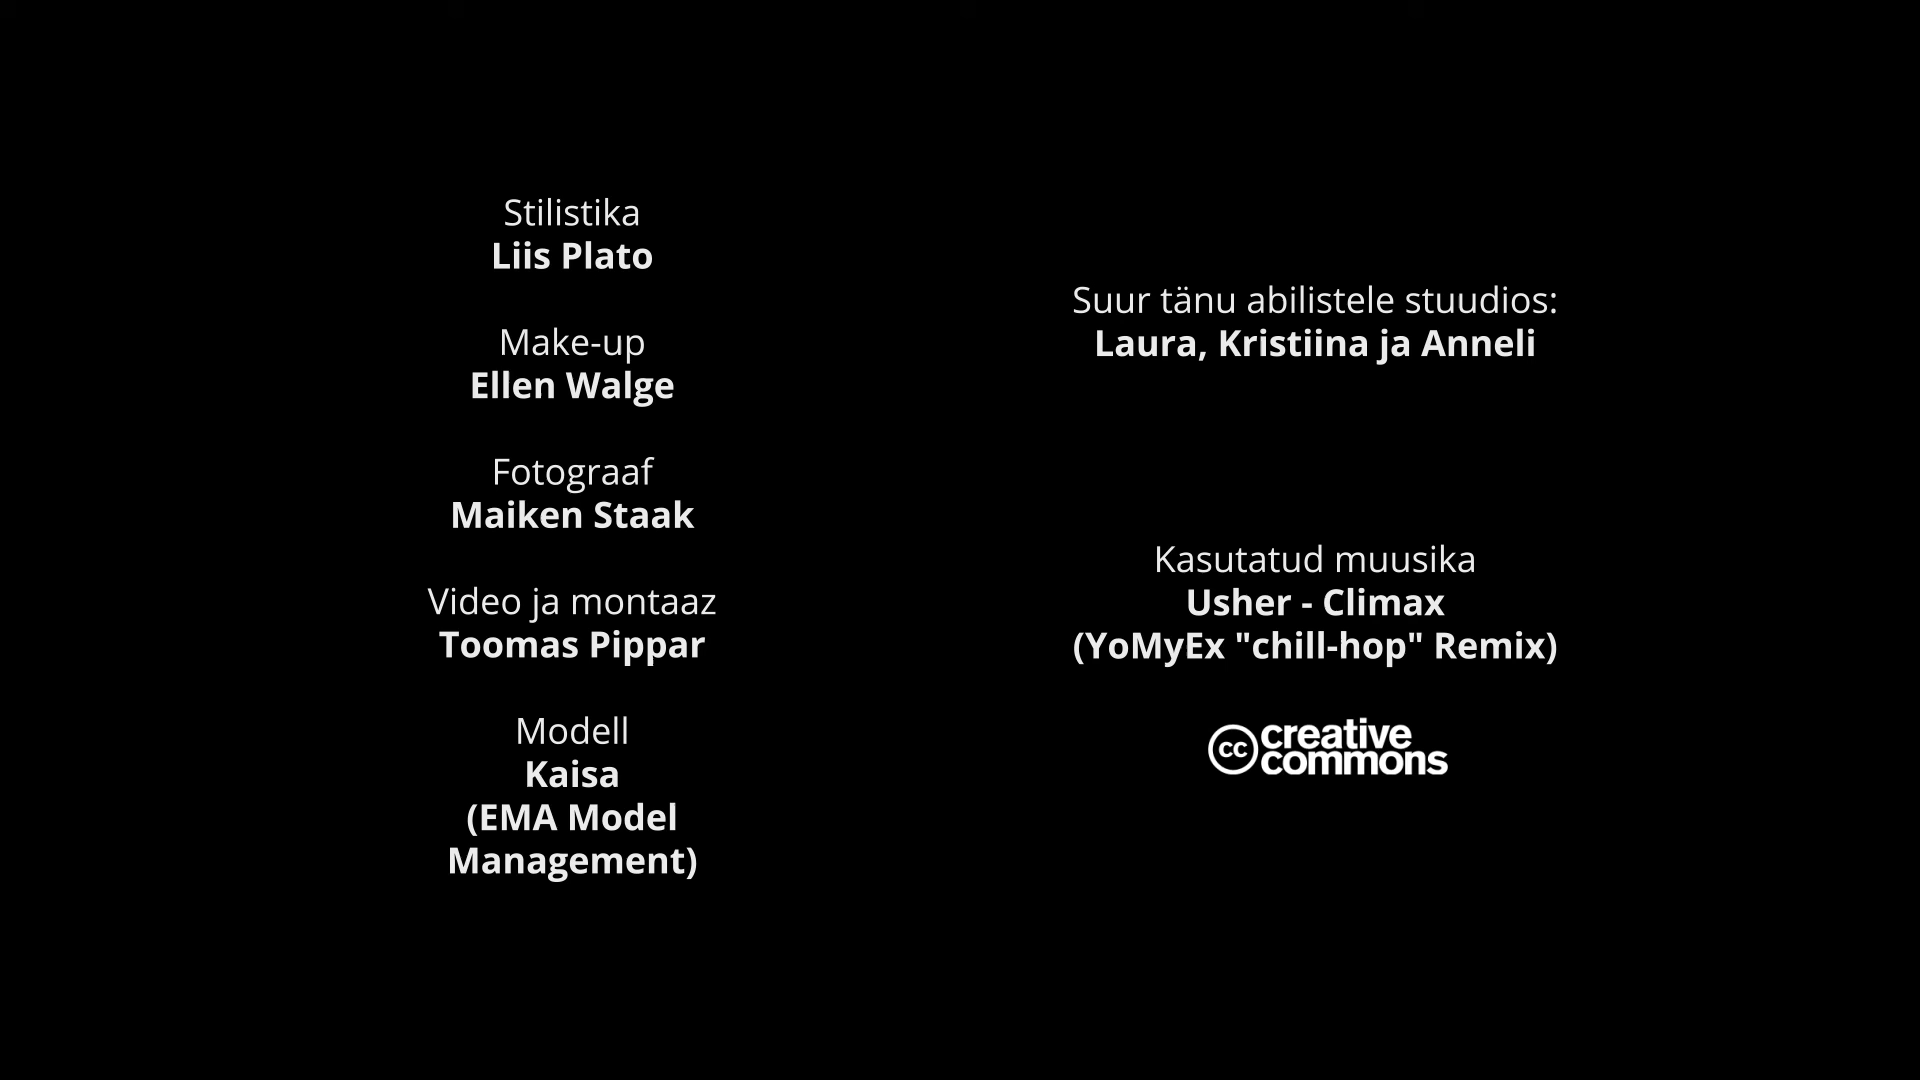 Stilistika
Liis Plato
Make-up
Ellen Walge
Fotograaf
Maiken Staak
Video ja montaaz
Toomas Pippar
Modell
Kaisa
(EMA Model
Management)
Suur tänu abilistele stuudios:
Laura, Kristiina ja Anneli
Kasutatud muusika
Usher - Climax
(YoMyEx "chill-hop" Remix)
cc creative
commons